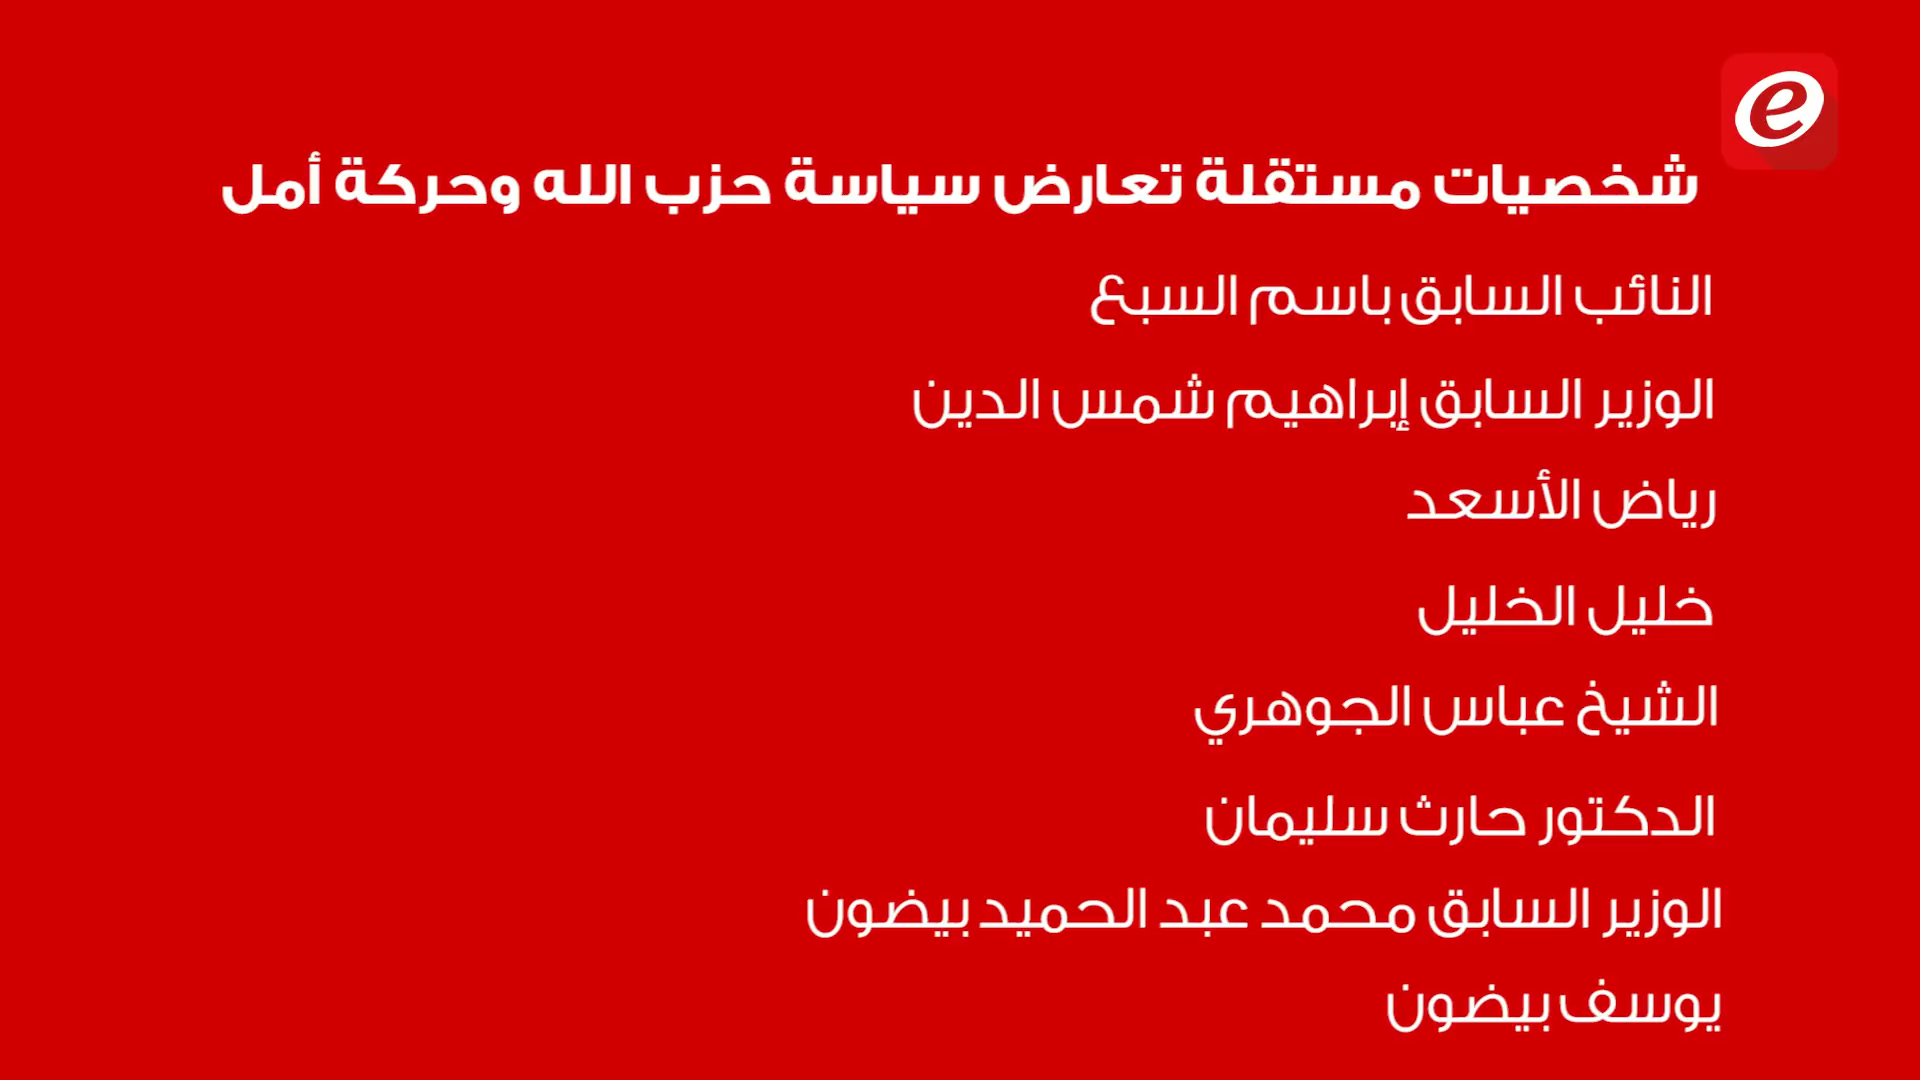 e
شخصيات مستقلة تعارض سياسة حزب الله وحركة أمل
النائب السابق باسم السبع
الوزير السابق إبراهيم شمس الدين
رياض الأسعد
خليل الخليل
الشيخ عباس الجوهري
الدكتور حارث سليمان
الوزير السابق محمد عبد الحميد بيضون
يوسف بيضون